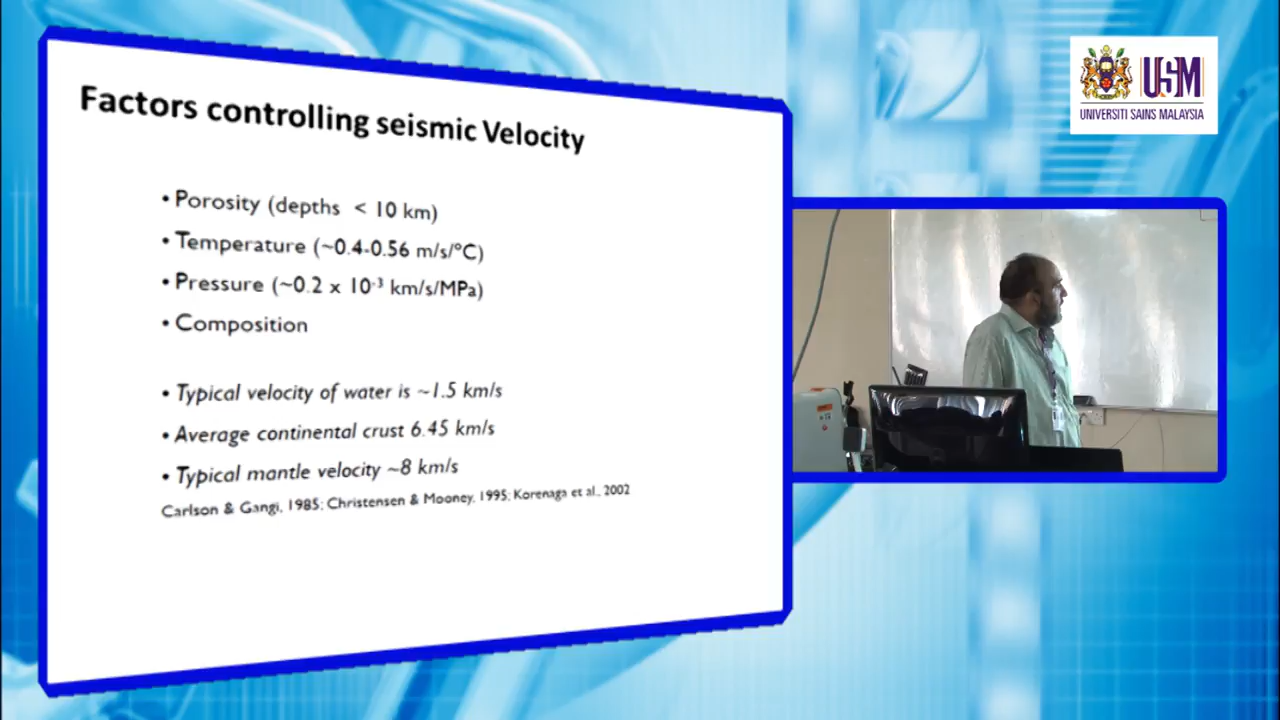 Factors controlling seismic Velocity
• Porosity (depths < 10 km)
• Temperature (~0.4-0.56 m/s/°C)
• Pressure (~0.2 x 10⁻³ km/s/MPa)
• Composition
• Typical velocity of water is ~1.5 km/s
• Average continental crust 6.45 km/s
• Typical mantle velocity ~8 km/s
Carlson & Gangi, 1985; Christensen & Mooney, 1995; Korenaga et al., 2002
USM
UNIVERSITI SAINS MALAYSIA